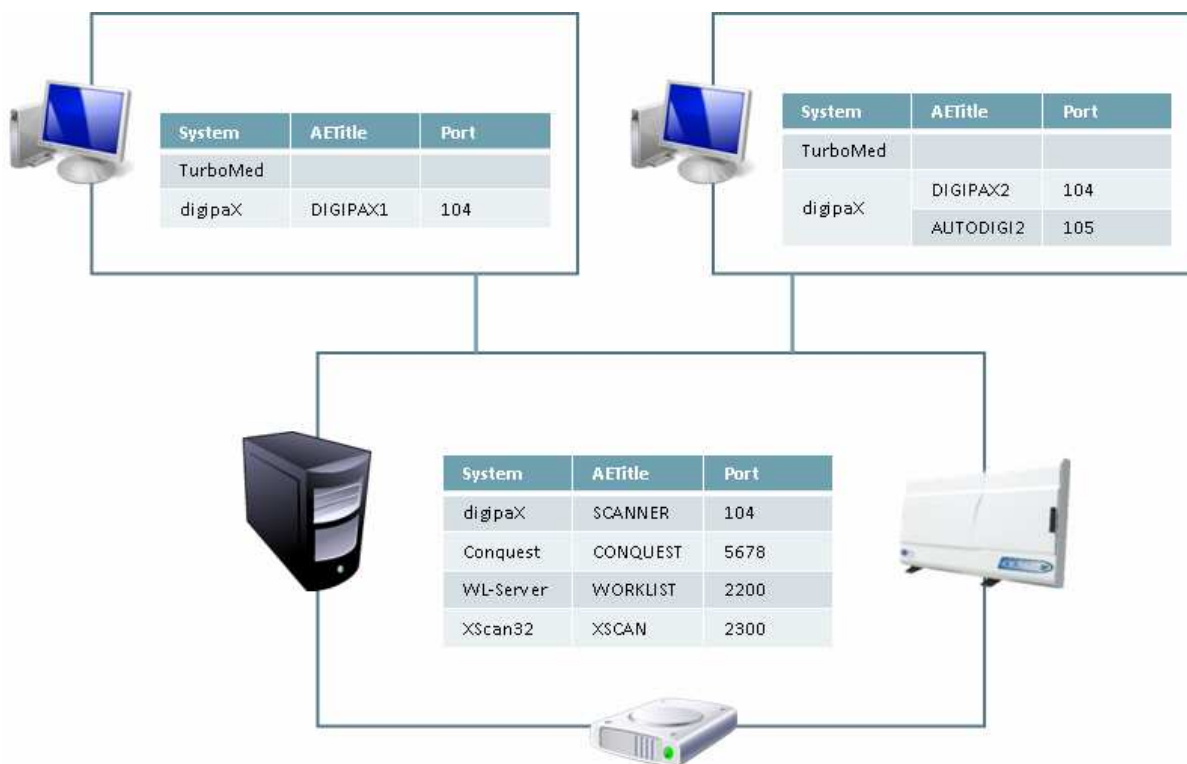 System AETitle Port
TurboMed
digipaX DIGIPAX1 104
System AETitle Port
TurboMed
digipaX
DIGIPAX2 104
AUTODIGI2 105
System AETitle Port
digipaX SCANNER 104
Conquest CONQUEST 5678
WL-Server WORKLIST 2200
XScan32 XSCAN 2300